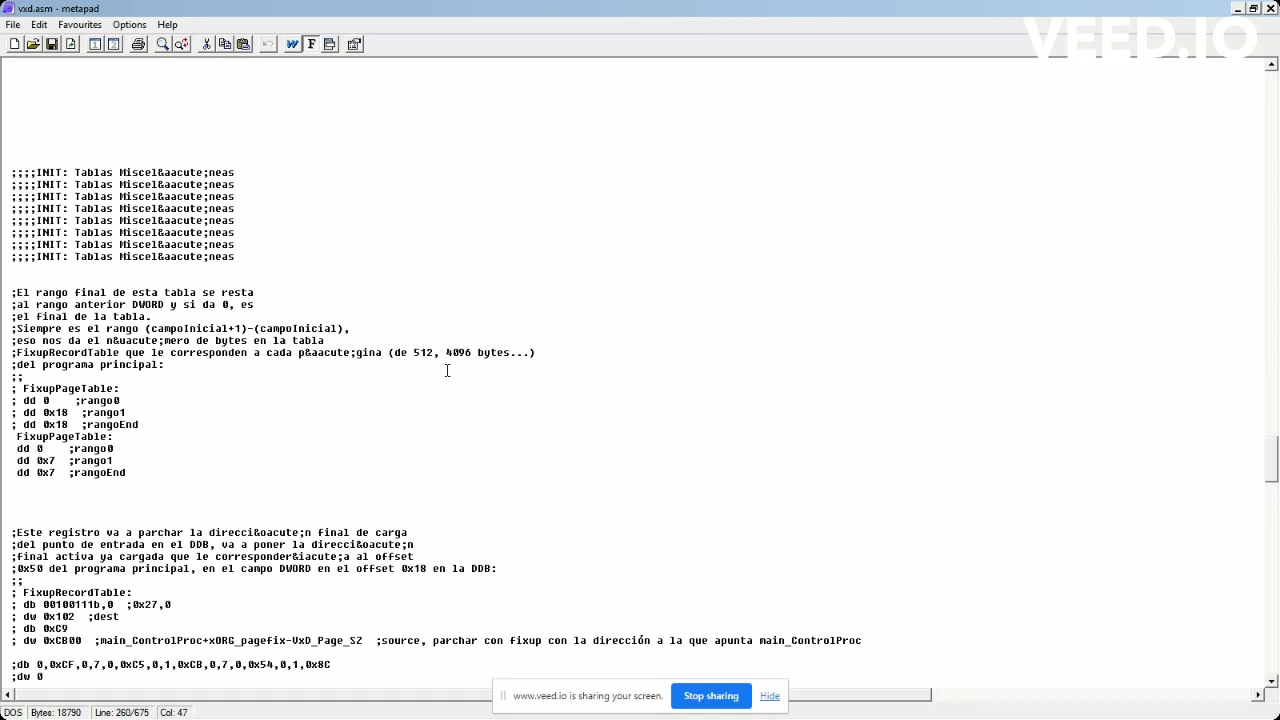 vxd.asm - metapad
File Edit Favourites Options Help
VEED.IO
;;;;INIT: Tablas Miscel&aacute;neas
;;;;INIT: Tablas Miscel&aacute;neas
;;;;INIT: Tablas Miscel&aacute;neas
;;;;INIT: Tablas Miscel&aacute;neas
;;;;INIT: Tablas Miscel&aacute;neas
;;;;INIT: Tablas Miscel&aacute;neas
;;;;INIT: Tablas Miscel&aacute;neas
;;;;INIT: Tablas Miscel&aacute;neas
;El rango final de esta tabla se resta
;al rango anterior DWORD y si da 0, es
;el final de la tabla.
;Siempre es el rango (campoInicial+1)-(campoInicial),
;eso nos da el n&uacute;mero de bytes en la tabla
;FixupRecordTable que le corresponden a cada p&aacute;gina (de 512, 4096 bytes...)
;del programa principal:
;;
; FixupPageTable:
; dd 0 ;rango0
; dd 0x18 ;rango1
; dd 0x18 ;rangoEnd
FixupPageTable:
dd 0 ;rango0
dd 0x7 ;rango1
dd 0x7 ;rangoEnd
;Este registro va a parchar la direcci&oacute;n final de carga
;del punto de entrada en el DDB, va a poner la direcci&oacute;n
;final activa ya cargada que le corresponder&iacute;a al offset
;0x50 del programa principal, en el campo DWORD en el offset 0x18 en la DDB:
;;
; FixupRecordTable:
; db 00100111b,0 ;0x27,0
; dw 0x102 ;dest
; db 0xC9
; dw 0xCB00 ;main_ControlProc+xORG_pagefix-VxD_Page_SZ ;source, parchar con fixup con la dirección a la que apunta main_ControlProc
;db 0,0xCF,0,7,0,0xC5,0,1,0xCB,0,7,0,0x54,0,1,0x8C
;dw 0
www.veed.io is sharing your screen. Stop sharing Hide
DOS Bytes: 18790 Line: 260/675 Col: 47